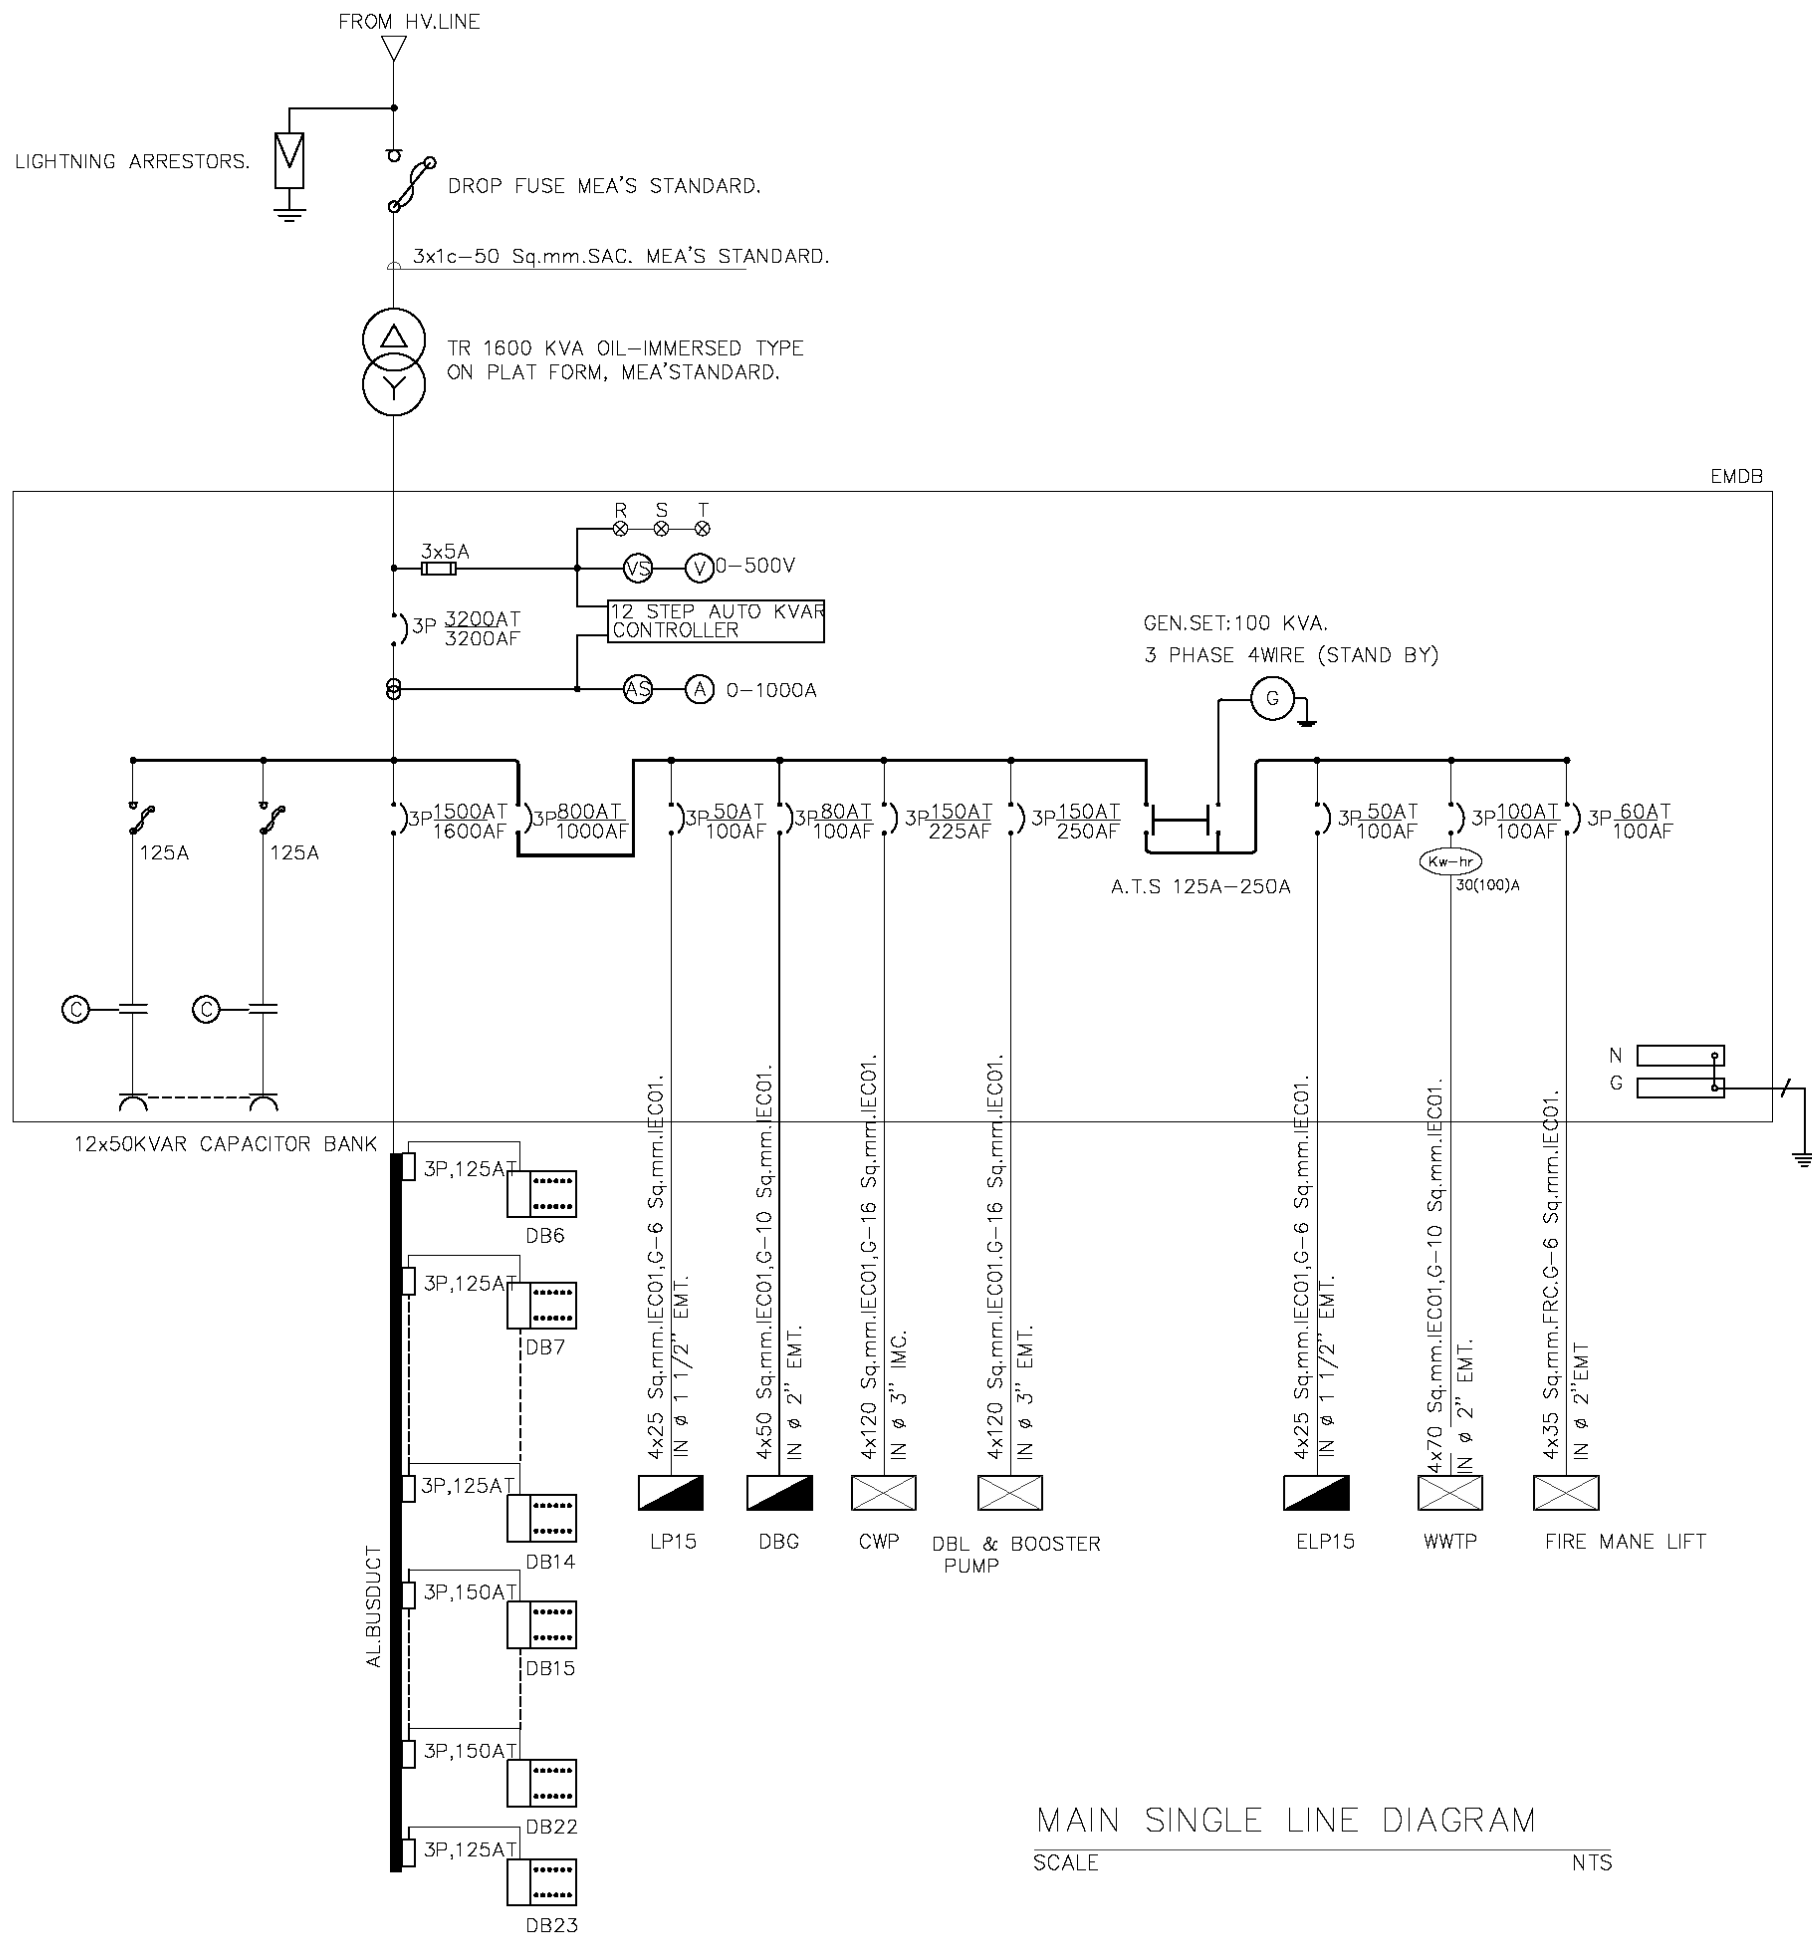 FROM HV.LINE
LIGHTNING ARRESTORS.
DROP FUSE MEA'S STANDARD.
3x1c-50 Sq.mm.SAC. MEA'S STANDARD.
TR 1600 KVA OIL-IMMERSED TYPE
ON PLAT FORM, MEA'STANDARD.
EMDB
R S T
3x5A
VS
V
0-500V
12 STEP AUTO KVAR
CONTROLLER
3P 3200AT
3200AF
AS
A
0-1000A
GEN.SET:100 KVA.
3 PHASE 4WIRE (STAND BY)
G
125A
125A
3P 1500AT
1600AF
3P 800AT
1000AF
3P 50AT
100AF
3P 80AT
100AF
3P 150AT
225AF
3P 150AT
250AF
A.T.S 125A-250A
3P 50AT
100AF
3P 100AT
100AF
Kw-hr
30(100)A
3P 60AT
100AF
C
C
N
G
12x50KVAR CAPACITOR BANK
AL.BUSDUCT
3P,125AT
DB6
3P,125AT
DB7
3P,125AT
DB14
3P,150AT
DB15
3P,150AT
DB22
3P,125AT
DB23
4x25 Sq.mm.IEC01,G-6 Sq.mm.IEC01.
IN ø 1 1/2" EMT.
LP15
4x50 Sq.mm.IEC01,G-10 Sq.mm.IEC01.
IN ø 2" EMT.
DBG
4x120 Sq.mm.IEC01,G-16 Sq.mm.IEC01.
IN ø 3" IMC.
CWP
4x120 Sq.mm.IEC01.G-16 Sq.mm.IEC01.
IN ø 3" EMT.
DBL & BOOSTER
PUMP
4x25 Sq.mm.IEC01,G-6 Sq.mm.IEC01.
IN ø 1 1/2" EMT.
ELP15
4x70 Sq.mm.IEC01,G-10 Sq.mm.IEC01.
IN ø 2" EMT.
WWTP
4x35 Sq.mm.FRC.G-6 Sq.mm.IEC01.
IN ø 2"EMT
FIRE MANE LIFT
MAIN SINGLE LINE DIAGRAM
SCALE NTS